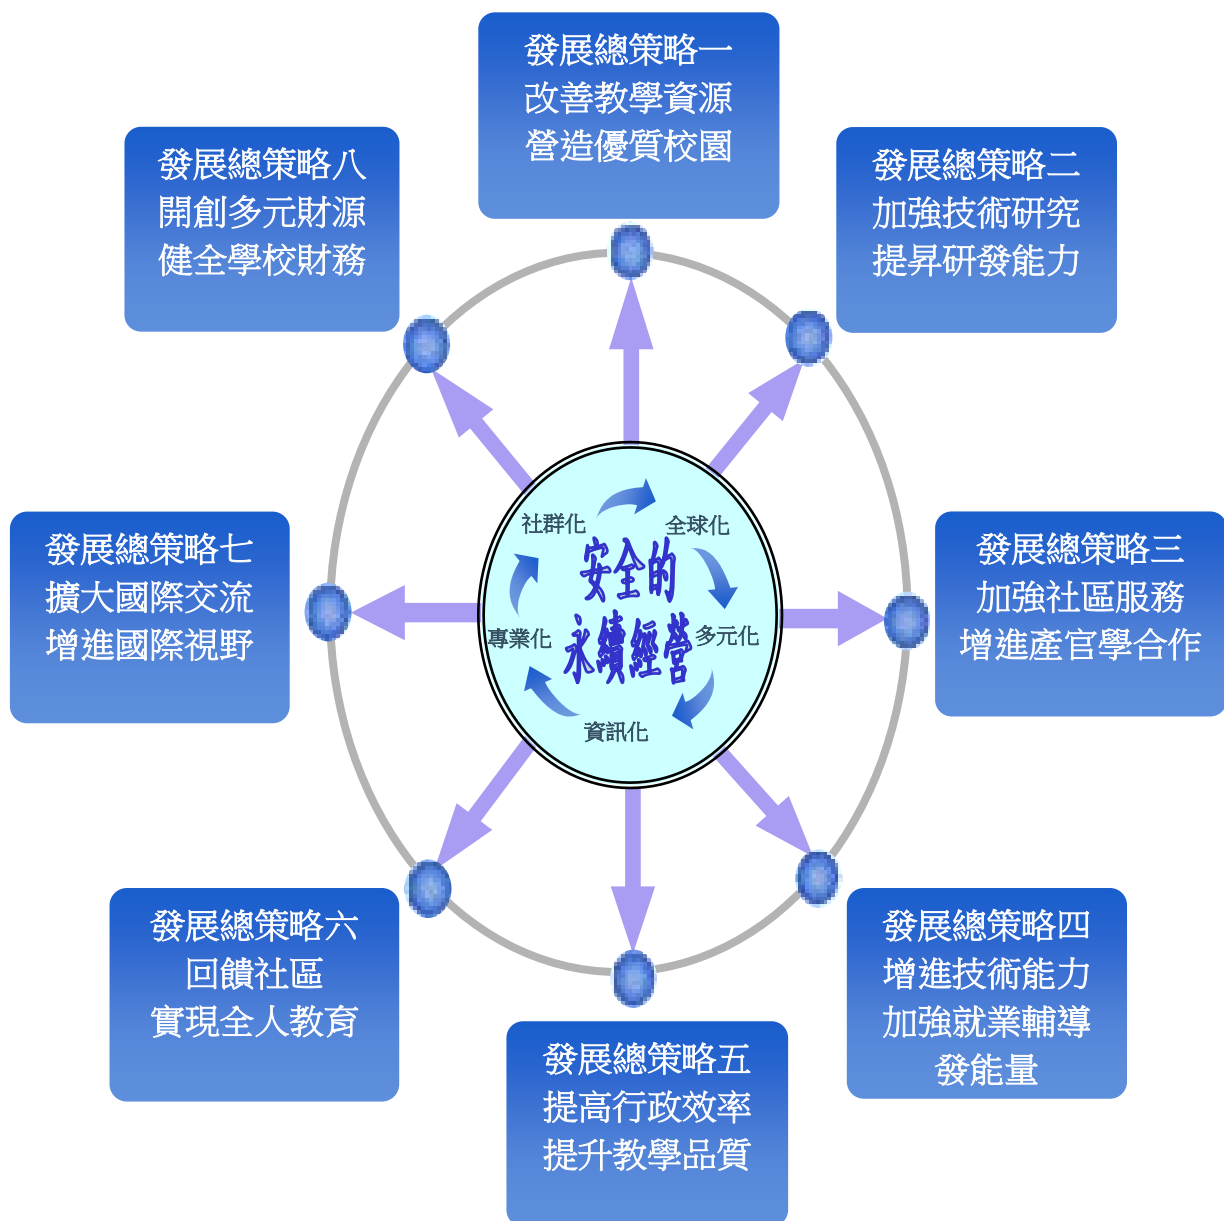 發展總策略一
改善教學資源
營造優質校園
發展總策略二
加強技術研究
提昇研發能力
發展總策略三
加強社區服務
增進產官學合作
發展總策略四
增進技術能力
加強就業輔導
發能量
發展總策略五
提高行政效率
提升教學品質
發展總策略六
回饋社區
實現全人教育
發展總策略七
擴大國際交流
增進國際視野
發展總策略八
開創多元財源
健全學校財務
安全的
永續經營
社群化
全球化
多元化
資訊化
專業化